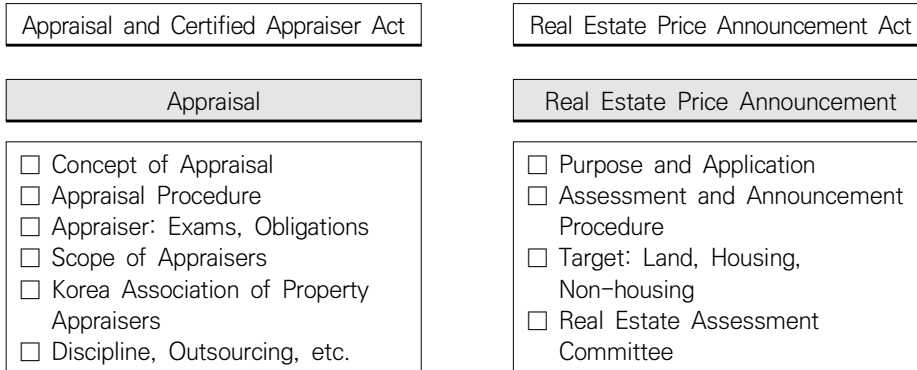 Appraisal and Certified Appraiser Act
Appraisal
□ Concept of Appraisal
□ Appraisal Procedure
□ Appraiser: Exams, Obligations
□ Scope of Appraisers
□ Korea Association of Property
Appraisers
□ Discipline, Outsourcing, etc.
Real Estate Price Announcement Act
Real Estate Price Announcement
□ Purpose and Application
□ Assessment and Announcement
Procedure
□ Target: Land, Housing,
Non-housing
□ Real Estate Assessment
Committee